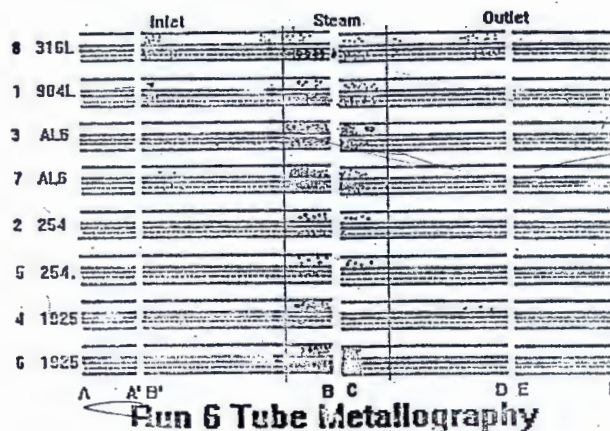 Inlet Steam Outlet
8 316L
1 904L
3 AL6
7 AL6
2 254
5 254.
4 1925
6 1925
A A' B' B C D E
Run 6 Tube Metallography